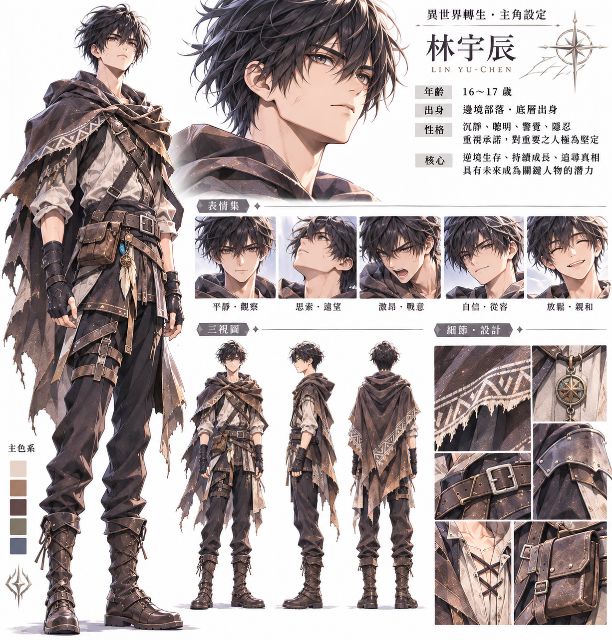 異世界轉生・主角設定
林宇辰
LIN YU-CHEN
年齡 16～17 歲
出身 邊境部落・底層出身
性格 沉靜、聰明、警覺、隱忍
重視承諾，對重要之人極為堅定
核心 逆境生存、持續成長、追尋真相
具有未來成為關鍵人物的潛力
表情集
平靜・觀察
思索・遠望
激昂・戰意
自信・從容
放鬆・親和
三視圖
細節・設計
主色系